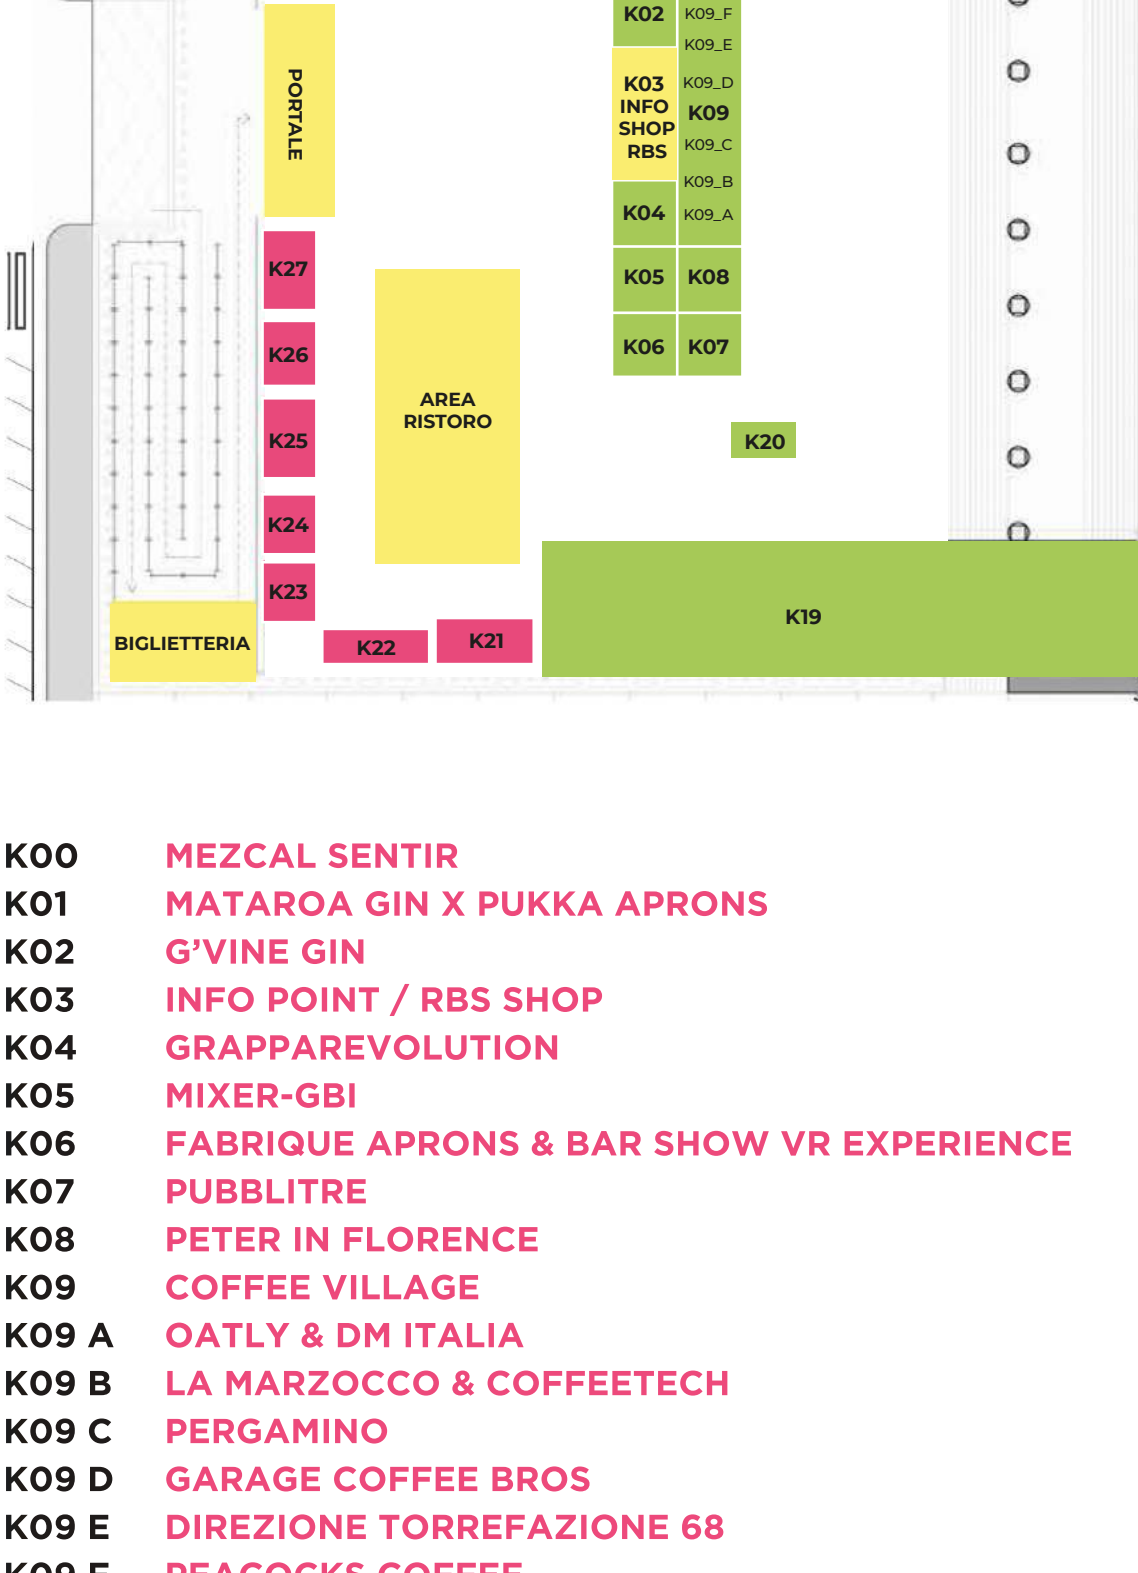 PORTALE
K02
K09_F
K09_E
K03
INFO
SHOP
RBS
K09_D
K09
K09_C
K09_B
K04
K09_A
K27
K05
K08
K26
K06
K07
AREA
RISTORO
K25
K20
K24
K23
K19
BIGLIETTERIA
K22
K21
K00 MEZCAL SENTIR
K01 MATAROA GIN X PUKKA APRONS
K02 G’VINE GIN
K03 INFO POINT / RBS SHOP
K04 GRAPPAREVOLUTION
K05 MIXER-GBI
K06 FABRIQUE APRONS & BAR SHOW VR EXPERIENCE
K07 PUBBLITRE
K08 PETER IN FLORENCE
K09 COFFEE VILLAGE
K09 A OATLY & DM ITALIA
K09 B LA MARZOCCO & COFFEETECH
K09 C PERGAMINO
K09 D GARAGE COFFEE BROS
K09 E DIREZIONE TORREFAZIONE 68
K09 F PEACOCKS COFFEE